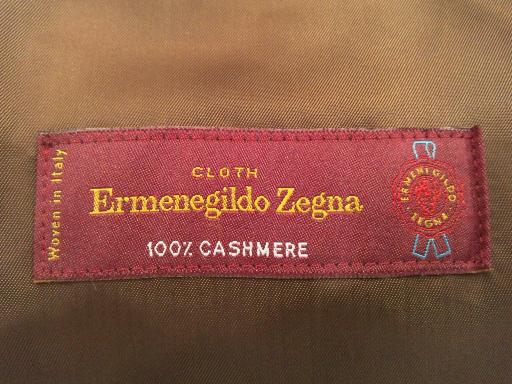 Woven in Italy
CLOTH
Ermenegildo Zegna
100% CASHMERE
ERMENEGILDO
ZEGNA